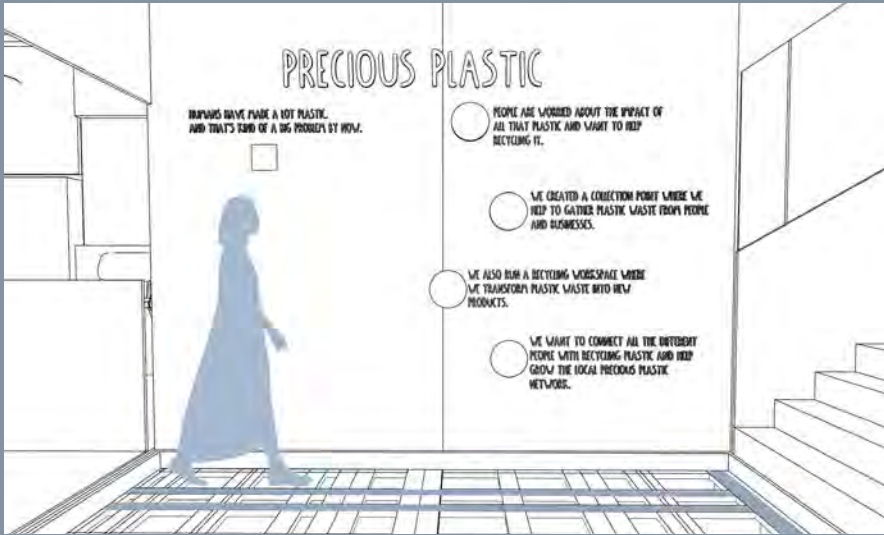 PRECIOUS PLASTIC
HUMANS HAVE MADE A LOT PLASTIC.
AND THAT'S KIND OF A BIG PROBLEM BY NOW.
PEOPLE ARE WORRIED ABOUT THE IMPACT OF
ALL THAT PLASTIC AND WANT TO HELP
RECYCLING IT.
WE CREATED A COLLECTION POINT WHERE WE
HELP TO GATHER PLASTIC WASTE FROM PEOPLE
AND BUSINESSES.
WE ALSO RUN A RECYCLING WORKSPACE WHERE
WE TRANSFORM PLASTIC WASTE INTO NEW
PRODUCTS.
WE WANT TO CONNECT ALL THE DIFFERENT
PEOPLE WITH RECYCLING PLASTIC AND HELP
GROW THE LOCAL PRECIOUS PLASTIC
NETWORK.